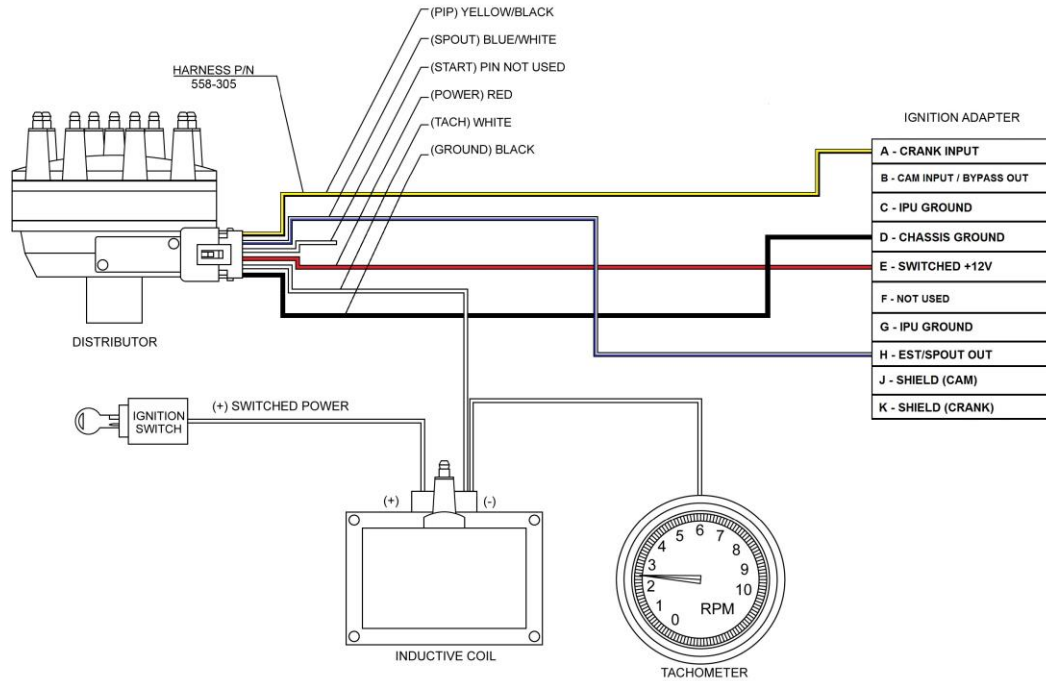 (PIP) YELLOW/BLACK
(SPOUT) BLUE/WHITE
(START) PIN NOT USED
(POWER) RED
(TACH) WHITE
(GROUND) BLACK
HARNESS P/N
558-305
DISTRIBUTOR
IGNITION ADAPTER
A - CRANK INPUT
B - CAM INPUT / BYPASS OUT
C - IPU GROUND
D - CHASSIS GROUND
E - SWITCHED +12V
F - NOT USED
G - IPU GROUND
H - EST/SPOUT OUT
J - SHIELD (CAM)
K - SHIELD (CRANK)
IGNITION
SWITCH
(+) SWITCHED POWER
(+)
(-)
INDUCTIVE COIL
0
1
2
3
4
5
6
7
8
9
10
RPM
TACHOMETER